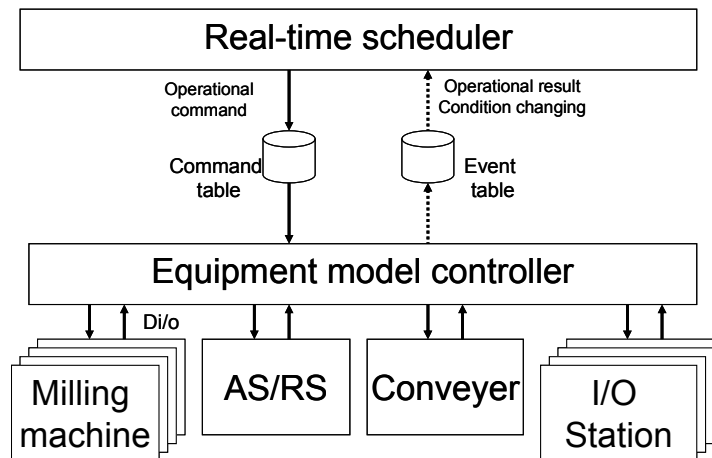 Real-time scheduler
Operational
command
Operational result
Condition changing
Command
table
Event
table
Equipment model controller
Di/o
Milling
machine
AS/RS
Conveyer
I/O
Station